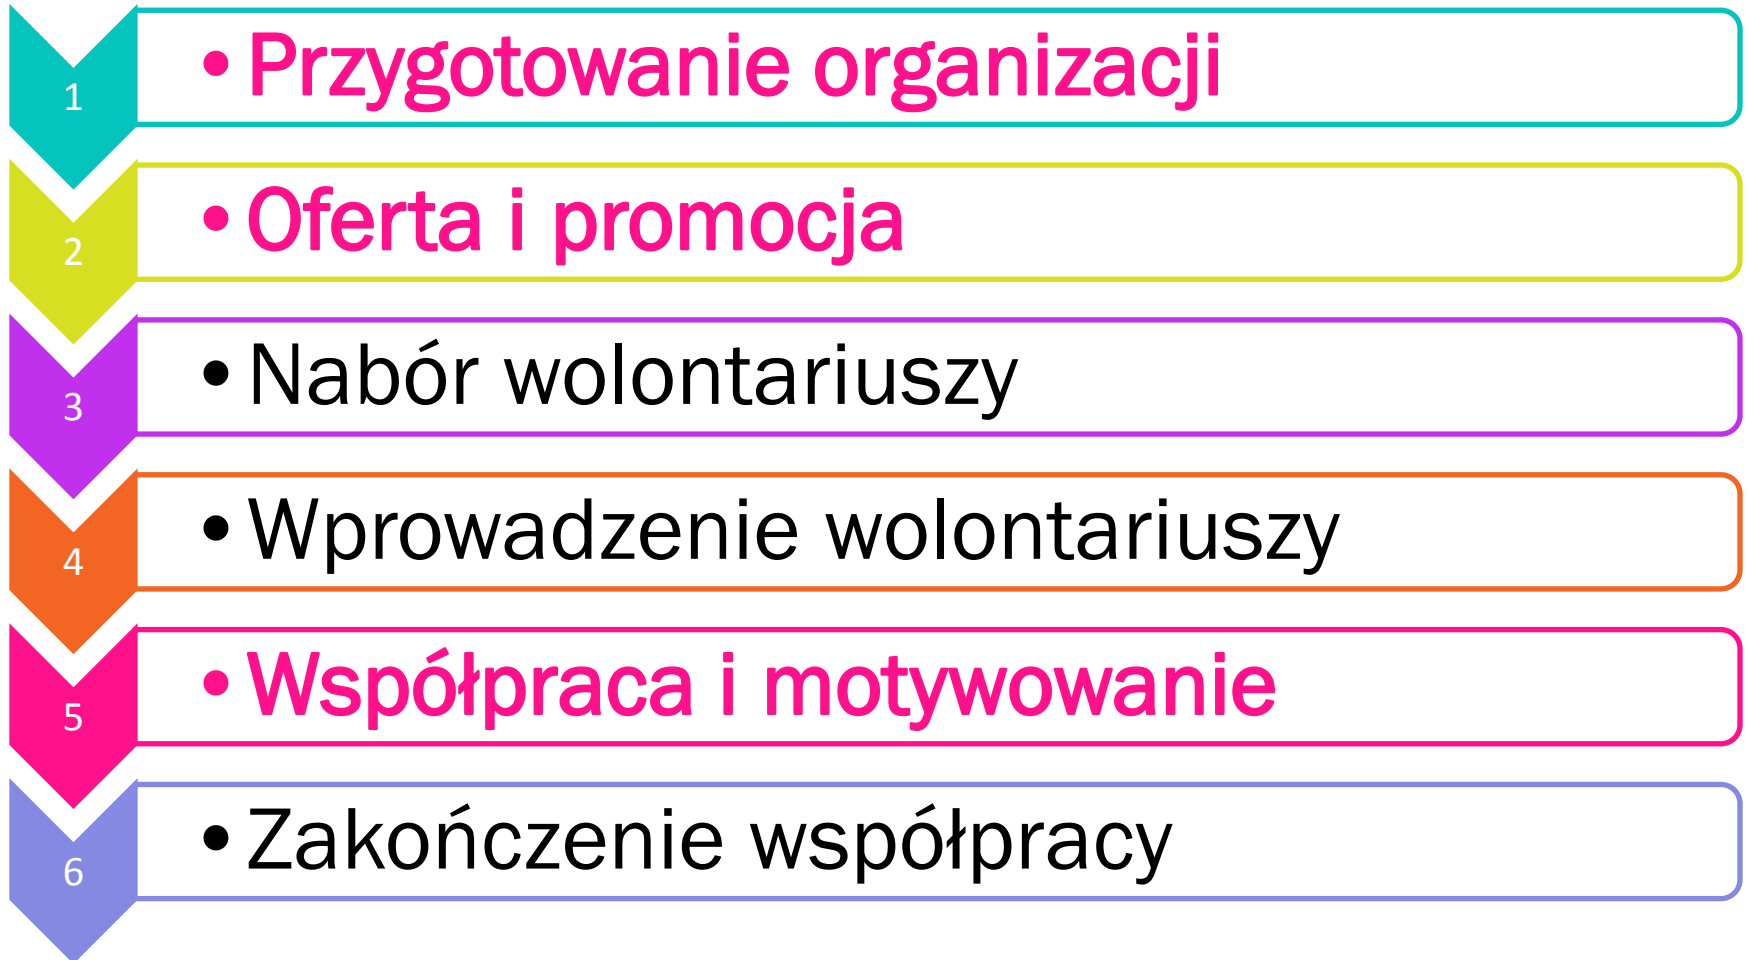 1
•Przygotowanie organizacji
2
•Oferta i promocja
3
•Nabór wolontariuszy
4
•Wprowadzenie wolontariuszy
5
•Współpraca i motywowanie
6
•Zakończenie współpracy